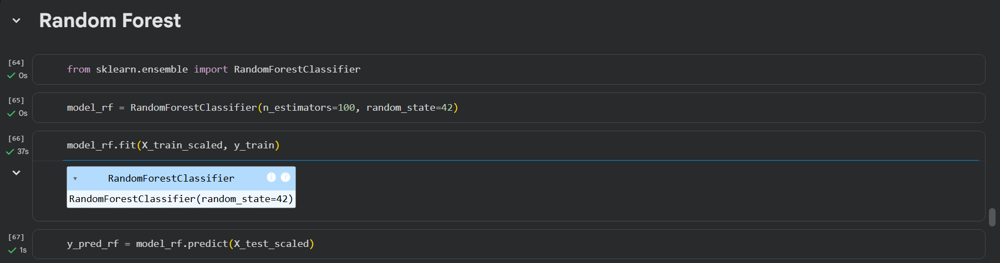 Random Forest
[64]
0s
from sklearn.ensemble import RandomForestClassifier
[65]
0s
model_rf = RandomForestClassifier(n_estimators=100, random_state=42)
[66]
37s
model_rf.fit(X_train_scaled, y_train)
RandomForestClassifier
i ?
RandomForestClassifier(random_state=42)
[67]
1s
y_pred_rf = model_rf.predict(X_test_scaled)